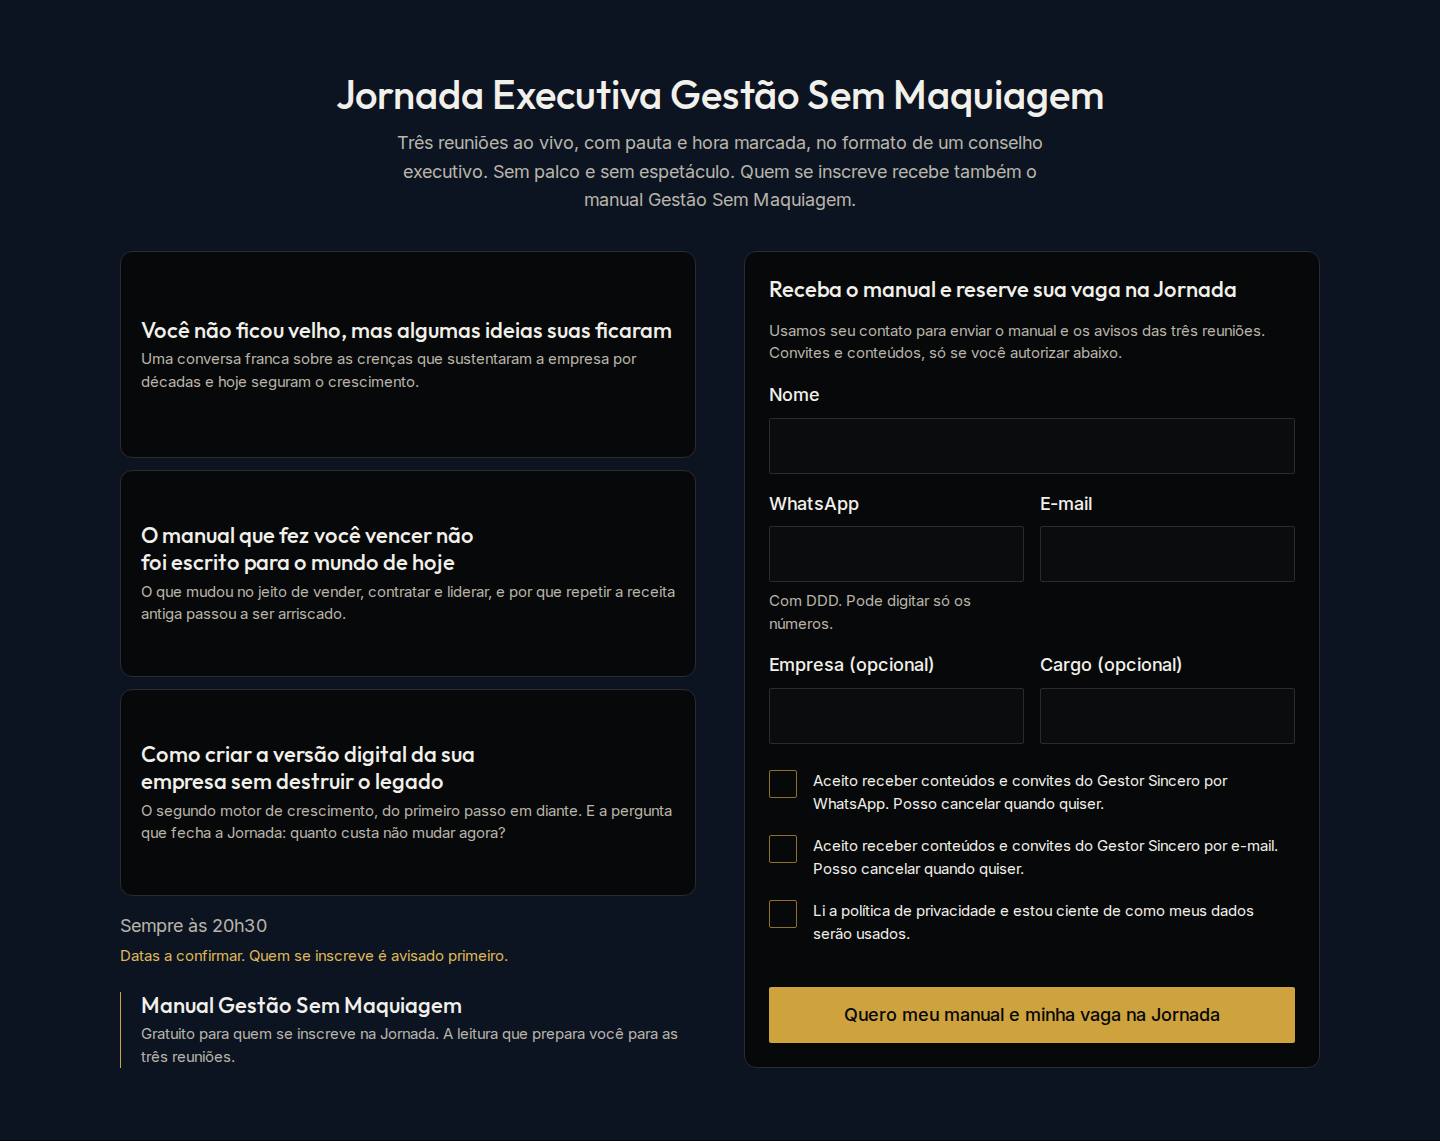 Jornada Executiva Gestão Sem Maquiagem
Três reuniões ao vivo, com pauta e hora marcada, no formato de um conselho
executivo. Sem palco e sem espetáculo. Quem se inscreve recebe também o
manual Gestão Sem Maquiagem.
Você não ficou velho, mas algumas ideias suas ficaram
Uma conversa franca sobre as crenças que sustentaram a empresa por
décadas e hoje seguram o crescimento.
O manual que fez você vencer não
foi escrito para o mundo de hoje
O que mudou no jeito de vender, contratar e liderar, e por que repetir a receita
antiga passou a ser arriscado.
Como criar a versão digital da sua
empresa sem destruir o legado
O segundo motor de crescimento, do primeiro passo em diante. E a pergunta
que fecha a Jornada: quanto custa não mudar agora?
Sempre às 20h30
Datas a confirmar. Quem se inscreve é avisado primeiro.
Manual Gestão Sem Maquiagem
Gratuito para quem se inscreve na Jornada. A leitura que prepara você para as
três reuniões.
Receba o manual e reserve sua vaga na Jornada
Usamos seu contato para enviar o manual e os avisos das três reuniões.
Convites e conteúdos, só se você autorizar abaixo.
Nome
WhatsApp
E-mail
Com DDD. Pode digitar só os
números.
Empresa (opcional)
Cargo (opcional)
Aceito receber conteúdos e convites do Gestor Sincero por
WhatsApp. Posso cancelar quando quiser.
Aceito receber conteúdos e convites do Gestor Sincero por e-mail.
Posso cancelar quando quiser.
Li a política de privacidade e estou ciente de como meus dados
serão usados.
Quero meu manual e minha vaga na Jornada